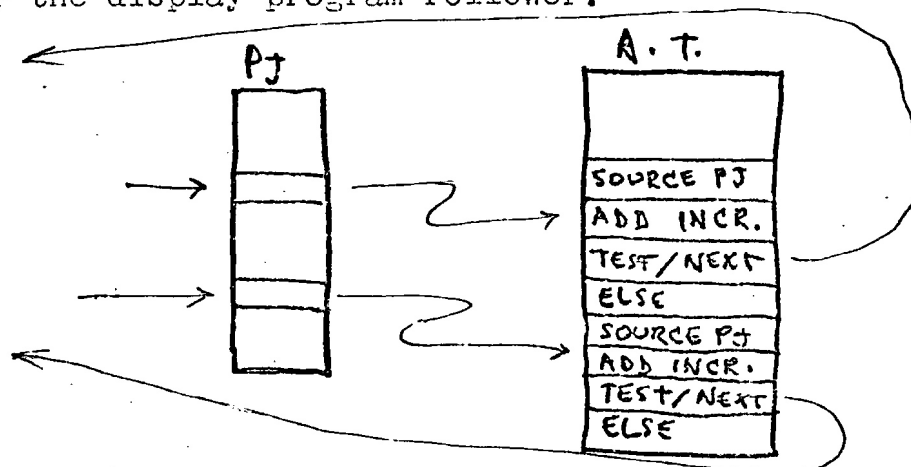 the display program follower.
PJ
A. T.
SOURCE PJ
ADD INCR.
TEST/NEXT
ELSE
SOURCE PJ
ADD INCR.
TEST/NEXT
ELSE